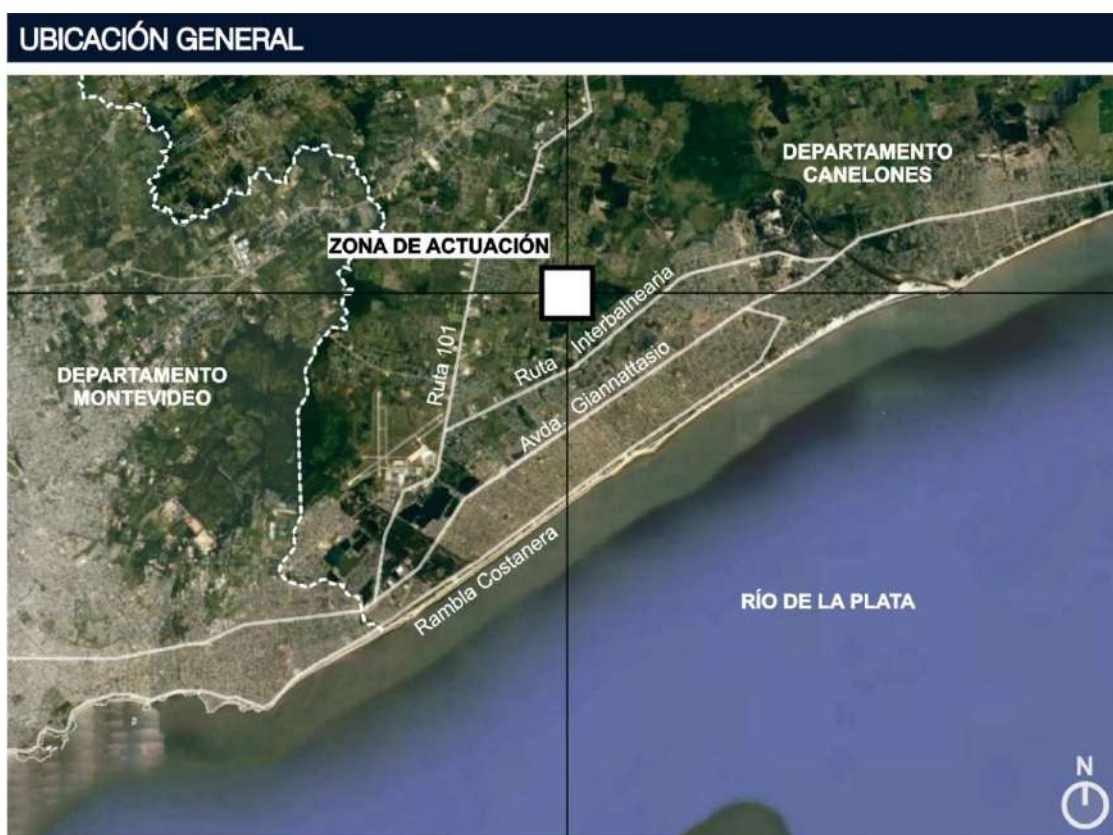 UBICACIÓN GENERAL
DEPARTAMENTO
CANELONES
ZONA DE ACTUACIÓN
Ruta 101
Ruta Interbalnearia
DEPARTAMENTO
MONTEVIDEO
Avda. Giannattasio
Rambla Costanera
RÍO DE LA PLATA
N